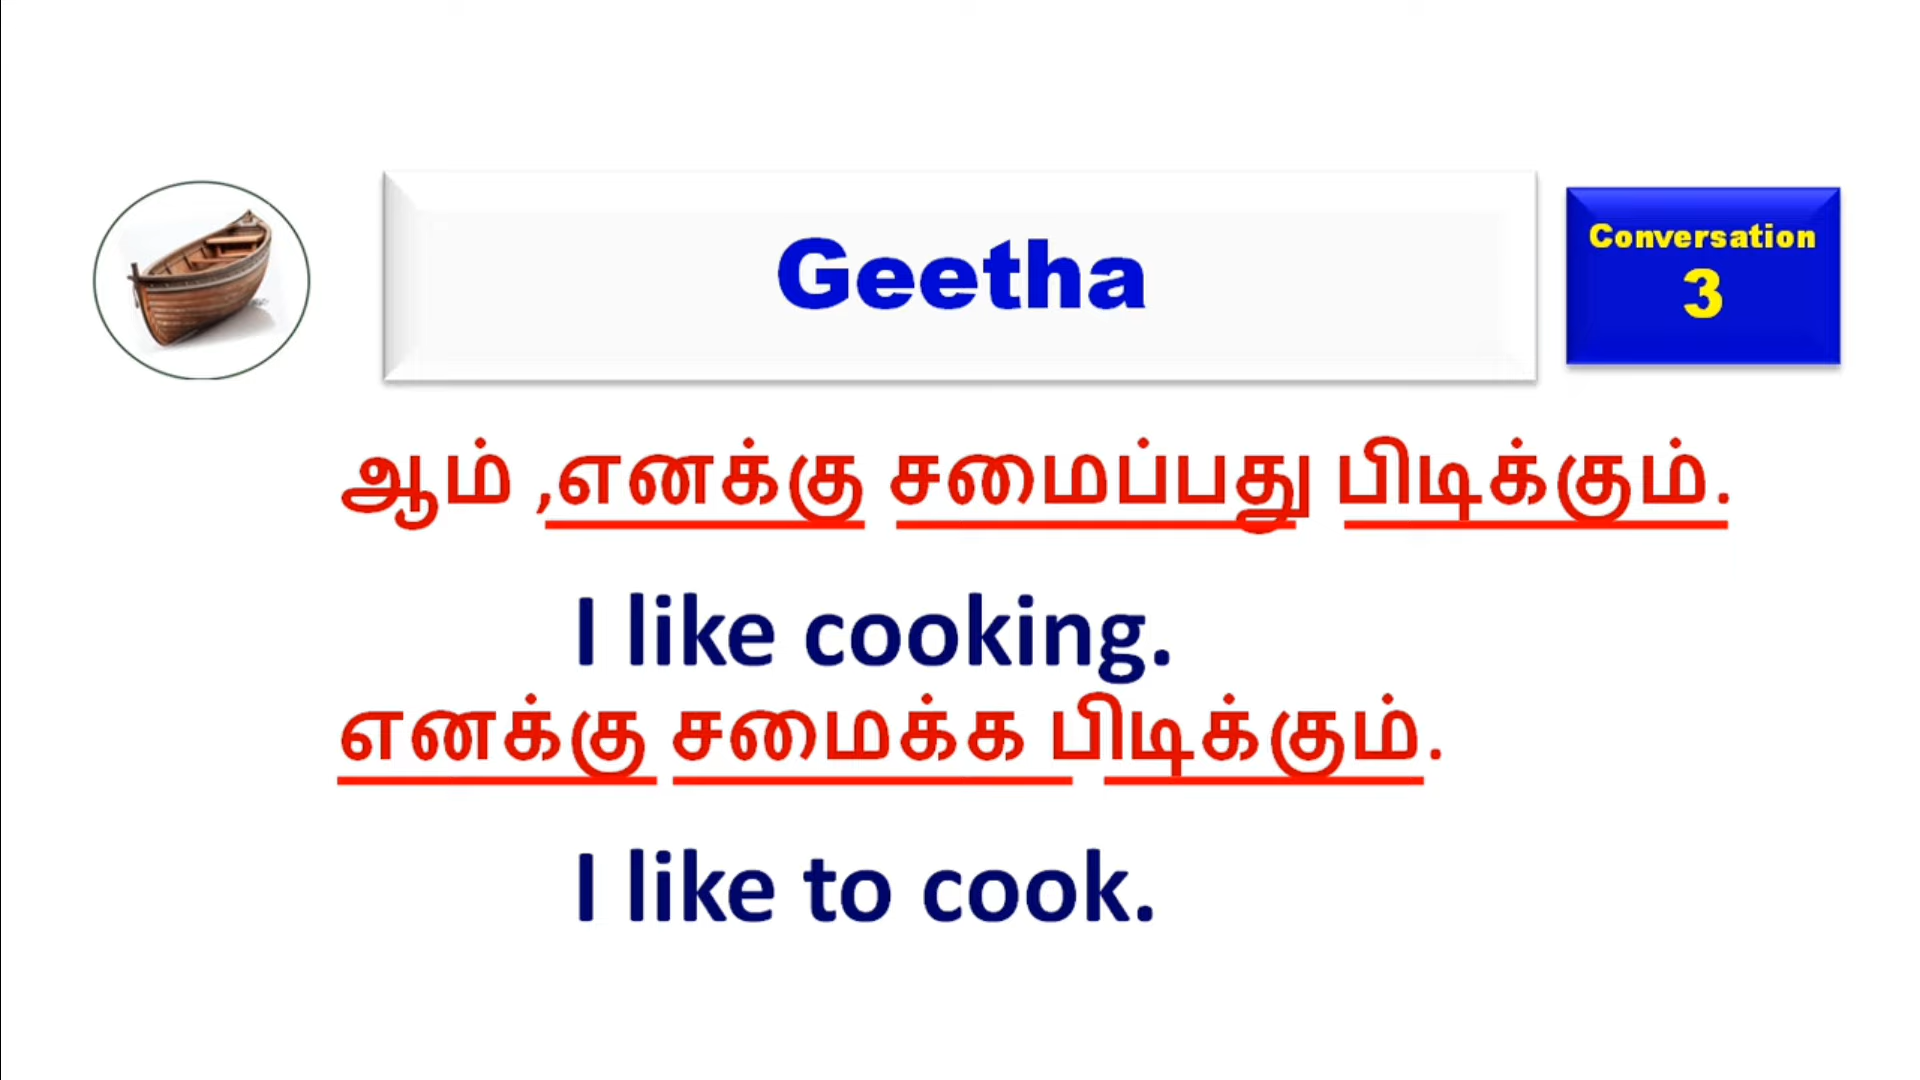 Geetha
Conversation
3
ஆம் ,எனக்கு சமைப்பது பிடிக்கும்.
I like cooking.
எனக்கு சமைக்க பிடிக்கும்.
I like to cook.